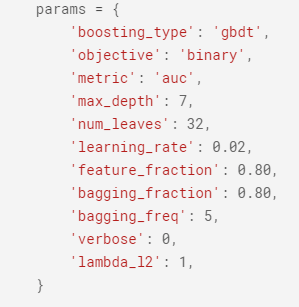 params = {
    'boosting_type': 'gbdt',
    'objective': 'binary',
    'metric': 'auc',
    'max_depth': 7,
    'num_leaves': 32,
    'learning_rate': 0.02,
    'feature_fraction': 0.80,
    'bagging_fraction': 0.80,
    'bagging_freq': 5,
    'verbose': 0,
    'lambda_l2': 1,
}